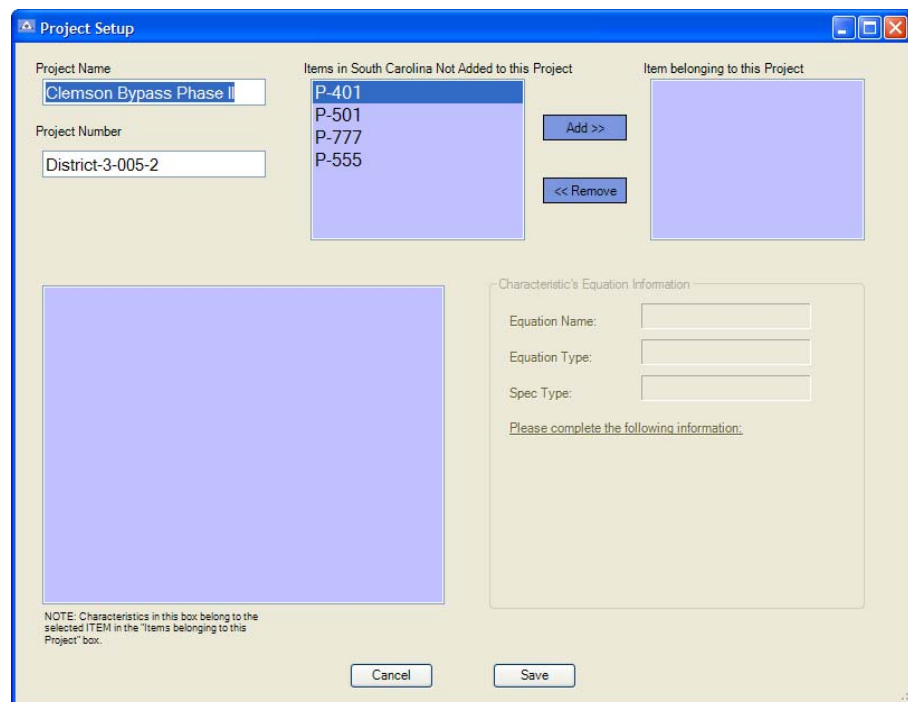 Project Setup
Project Name
Clemson Bypass Phase II
Project Number
District-3-005-2
Items in South Carolina Not Added to this Project
P-401
P-501
P-777
P-555
Add >>
<< Remove
Item belonging to this Project
Characteristic's Equation Information
Equation Name:
Equation Type:
Spec Type:
Please complete the following information:
NOTE: Characteristics in this box belong to the
selected ITEM in the "Items belonging to this
Project" box.
Cancel
Save